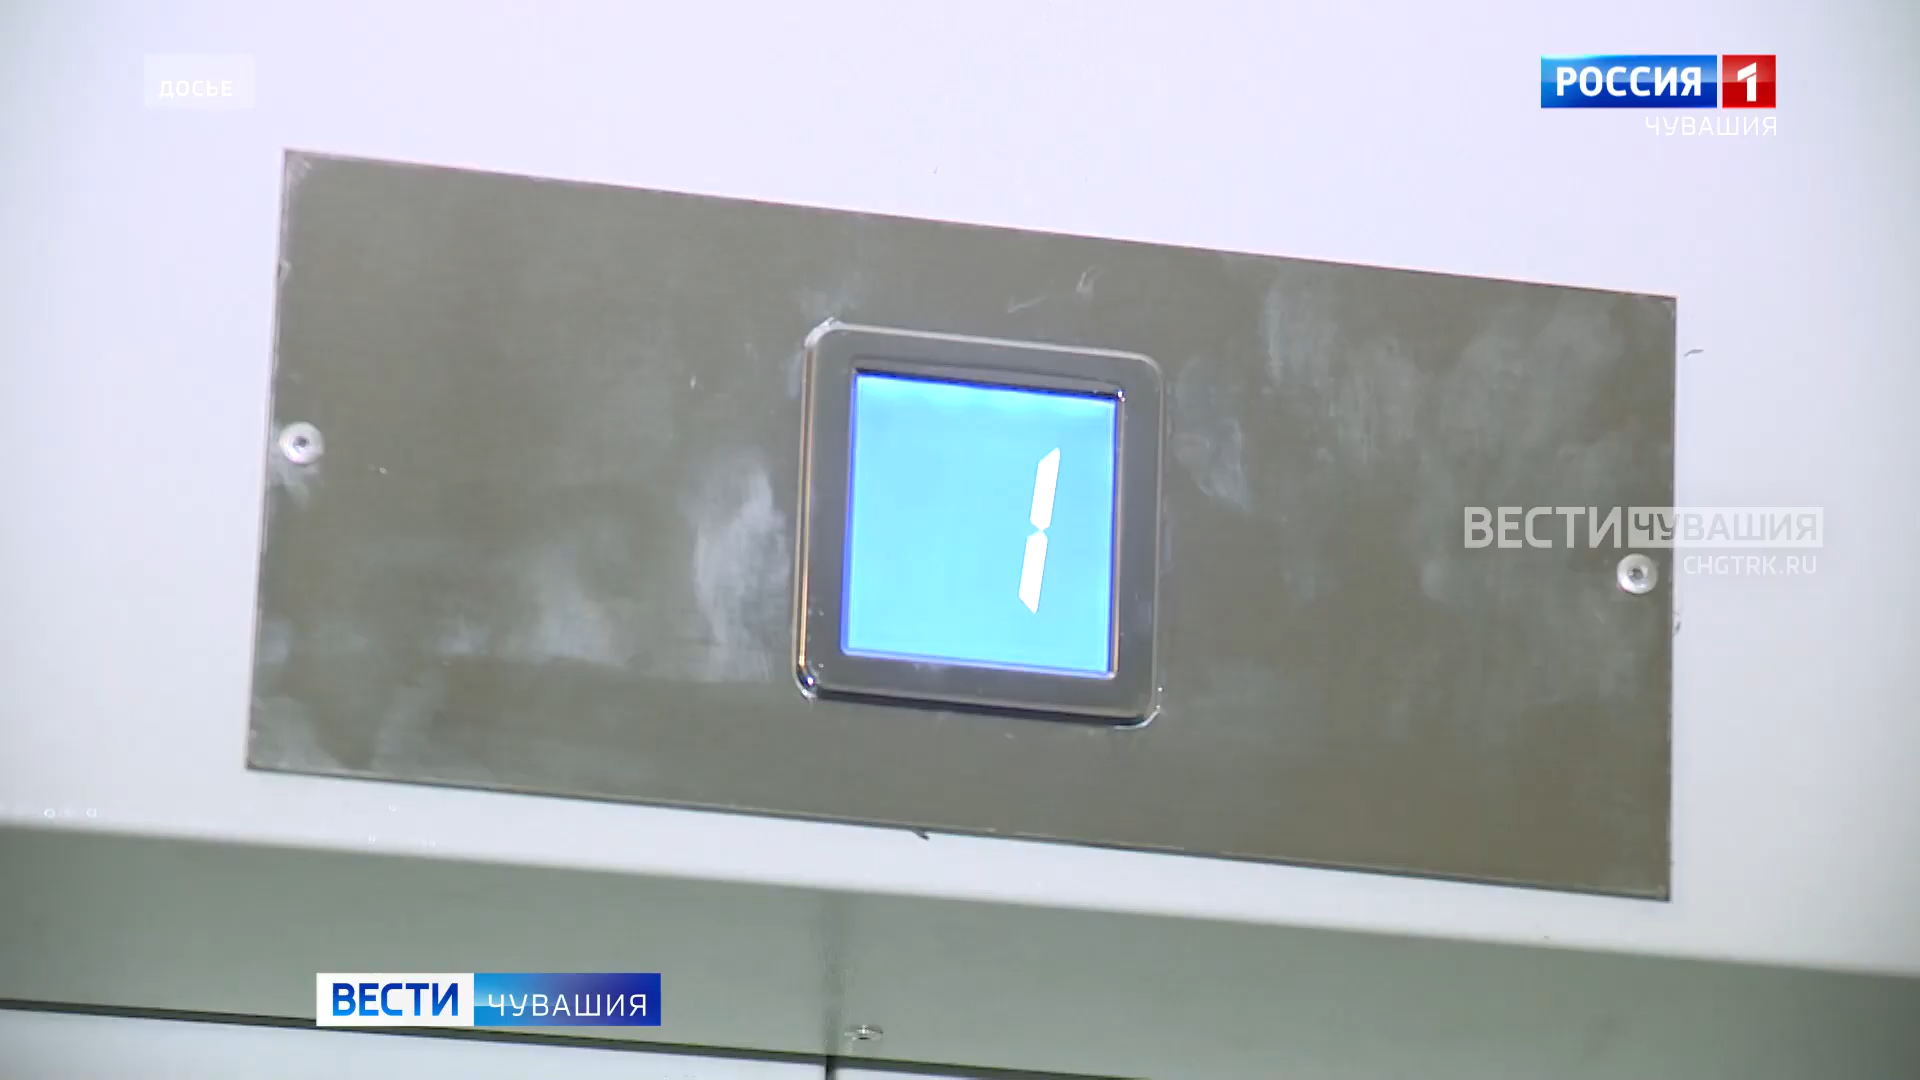 ДОСЬЕ
РОССИЯ 1
ЧУВАШИЯ
1
ВЕСТИ ЧУВАШИЯ
CHGTRK.RU
ВЕСТИ ЧУВАШИЯ